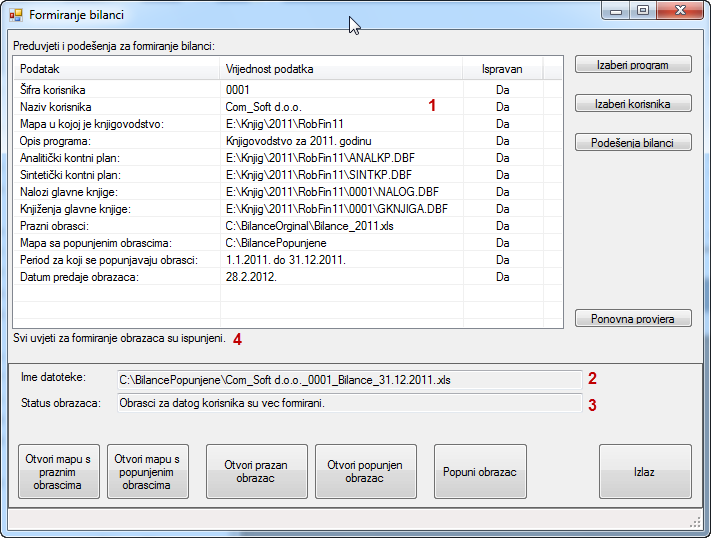 Formiranje bilanci
Preduvjeti i podešenja za formiranje bilanci:
Podatak Vrijednost podatka Ispravan
Šifra korisnika 0001 Da
Naziv korisnika Com_Soft d.o.o. 1 Da
Mapa u kojoj je knjigovodstvo: E:\Knjig\2011\RobFin11 Da
Opis programa: Knjigovodstvo za 2011. godinu Da
Analitički kontni plan: E:\Knjig\2011\RobFin11\ANALKP.DBF Da
Sintetički kontni plan: E:\Knjig\2011\RobFin11\SINTKP.DBF Da
Nalozi glavne knjige: E:\Knjig\2011\RobFin11\0001\NALOG.DBF Da
Knjiženja glavne knjige: E:\Knjig\2011\RobFin11\0001\GKNJIGA.DBF Da
Prazni obrasci: C:\BilanceOrginal\Bilance_2011.xls Da
Mapa sa popunjenim obrascima: C:\BilancePopunjene Da
Period za koji se popunjavaju obrasci: 1.1.2011. do 31.12.2011. Da
Datum predaje obrazaca: 28.2.2012. Da
Izaberi program
Izaberi korisnika
Podešenja bilanci
Ponovna provjera
Svi uvjeti za formiranje obrazaca su ispunjeni. 4
Ime datoteke: C:\BilancePopunjene\Com_Soft d.o.o._0001_Bilance_31.12.2011..xls 2
Status obrazaca: Obrasci za datog korisnika su vec formirani. 3
Otvori mapu s
praznim
obrascima
Otvori mapu s
popunjenim
obrascima
Otvori prazan
obrazac
Otvori popunjen
obrazac
Popuni obrazac
Izlaz